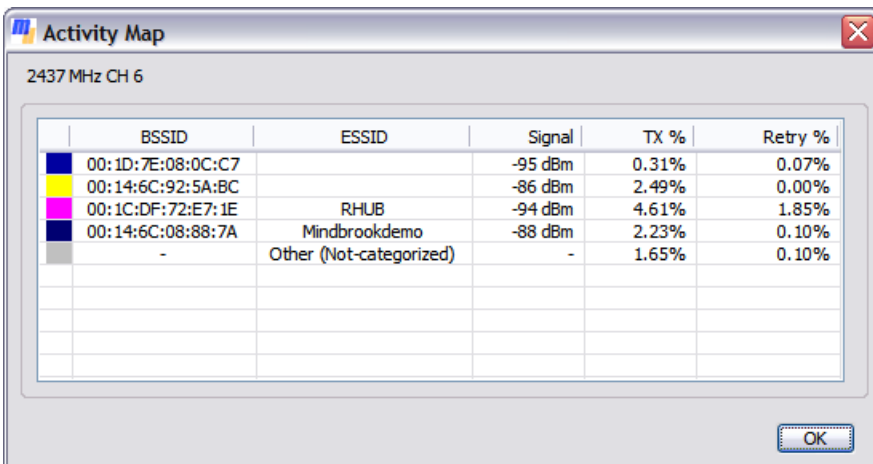 Activity Map
2437 MHz CH 6
BSSID ESSID Signal TX % Retry %
00:1D:7E:08:0C:C7 -95 dBm 0.31% 0.07%
00:14:6C:92:5A:BC -86 dBm 2.49% 0.00%
00:1C:DF:72:E7:1E RHUB -94 dBm 4.61% 1.85%
00:14:6C:08:88:7A Mindbrookdemo -88 dBm 2.23% 0.10%
- Other (Not-categorized) - 1.65% 0.10%
OK